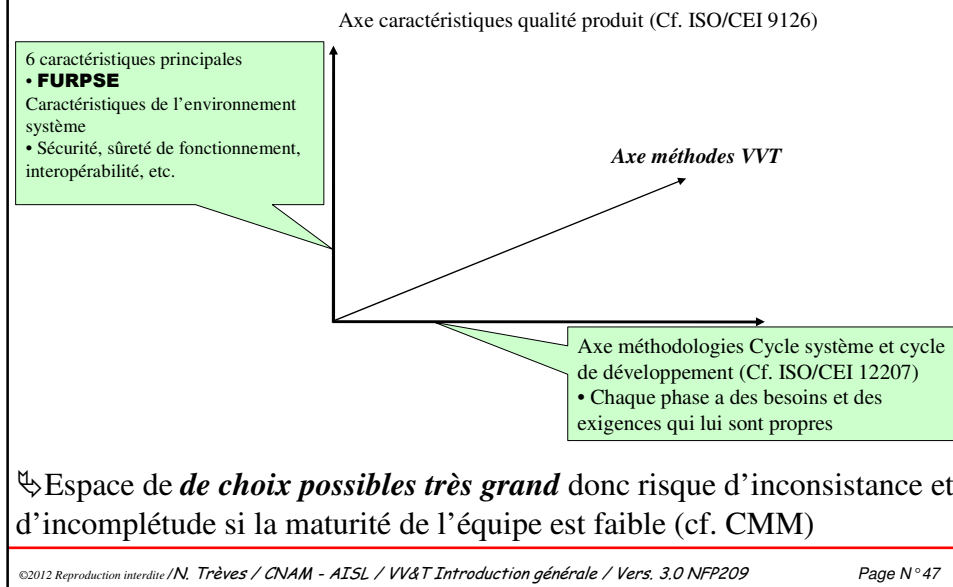 Axe caractéristiques qualité produit (Cf. ISO/CEI 9126)
6 caractéristiques principales
• FURPSE
Caractéristiques de l'environnement
système
• Sécurité, sûreté de fonctionnement,
interopérabilité, etc.
Axe méthodes VVT
Axe méthodologies Cycle système et cycle
de développement (Cf. ISO/CEI 12207)
• Chaque phase a des besoins et des
exigences qui lui sont propres
↪Espace de de choix possibles très grand donc risque d'inconsistance et
d'incomplétude si la maturité de l'équipe est faible (cf. CMM)
©2012 Reproduction interdite / N. Trèves / CNAM - AISL / VV&T Introduction générale / Vers. 3.0 NFP209 Page N° 47